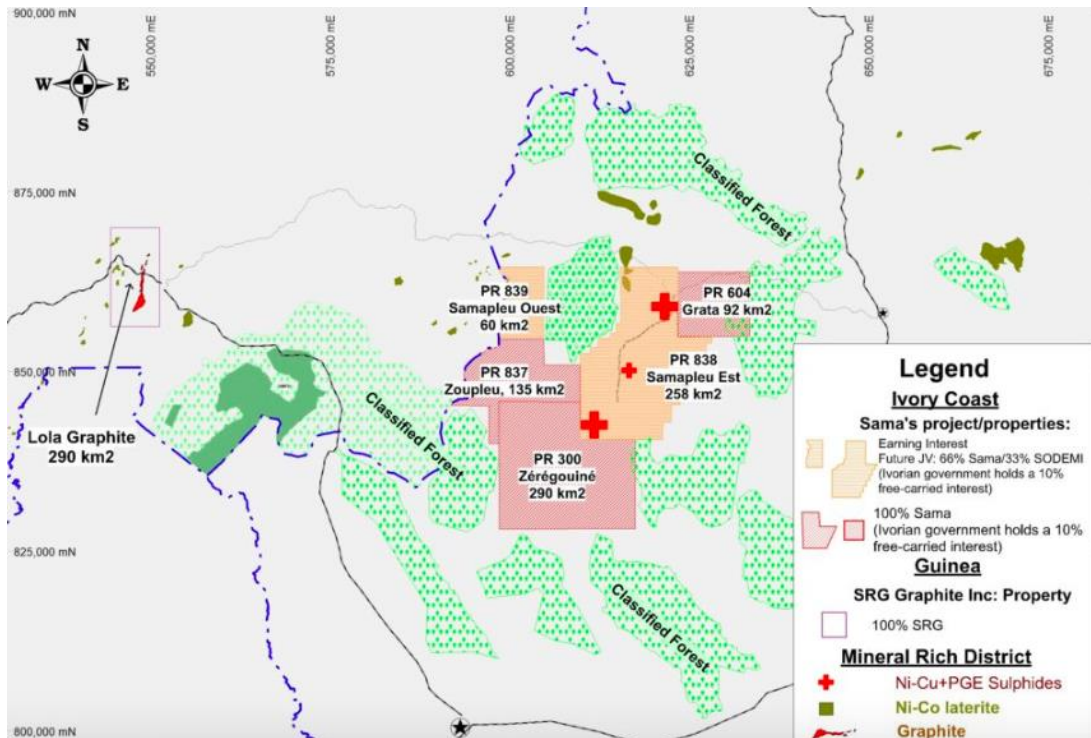 900,000 mN
550,000 mE
575,000 mE
600,000 mE
625,000 mE
650,000 mE
675,000 mE
N
W
E
S
Classified Forest
875,000 mN
PR 839
Samapleu Ouest
60 km2
PR 604
Grata 92 km2
850,000 mN
PR 837
Zoupleu, 135 km2
PR 838
Samapleu Est
258 km2
Lola Graphite
290 km2
Classified Forest
PR 300
Zérégouiné
290 km2
825,000 mN
Classified Forest
800,000 mN
Legend
Ivory Coast
Sama's project/properties:
Earning Interest
Future JV: 66% Sama/33% SODEMI
(Ivorian government holds a 10%
free-carried interest)
100% Sama
(Ivorian government holds a 10%
free-carried interest)
Guinea
SRG Graphite Inc: Property
100% SRG
Mineral Rich District
Ni-Cu+PGE Sulphides
Ni-Co laterite
Graphite